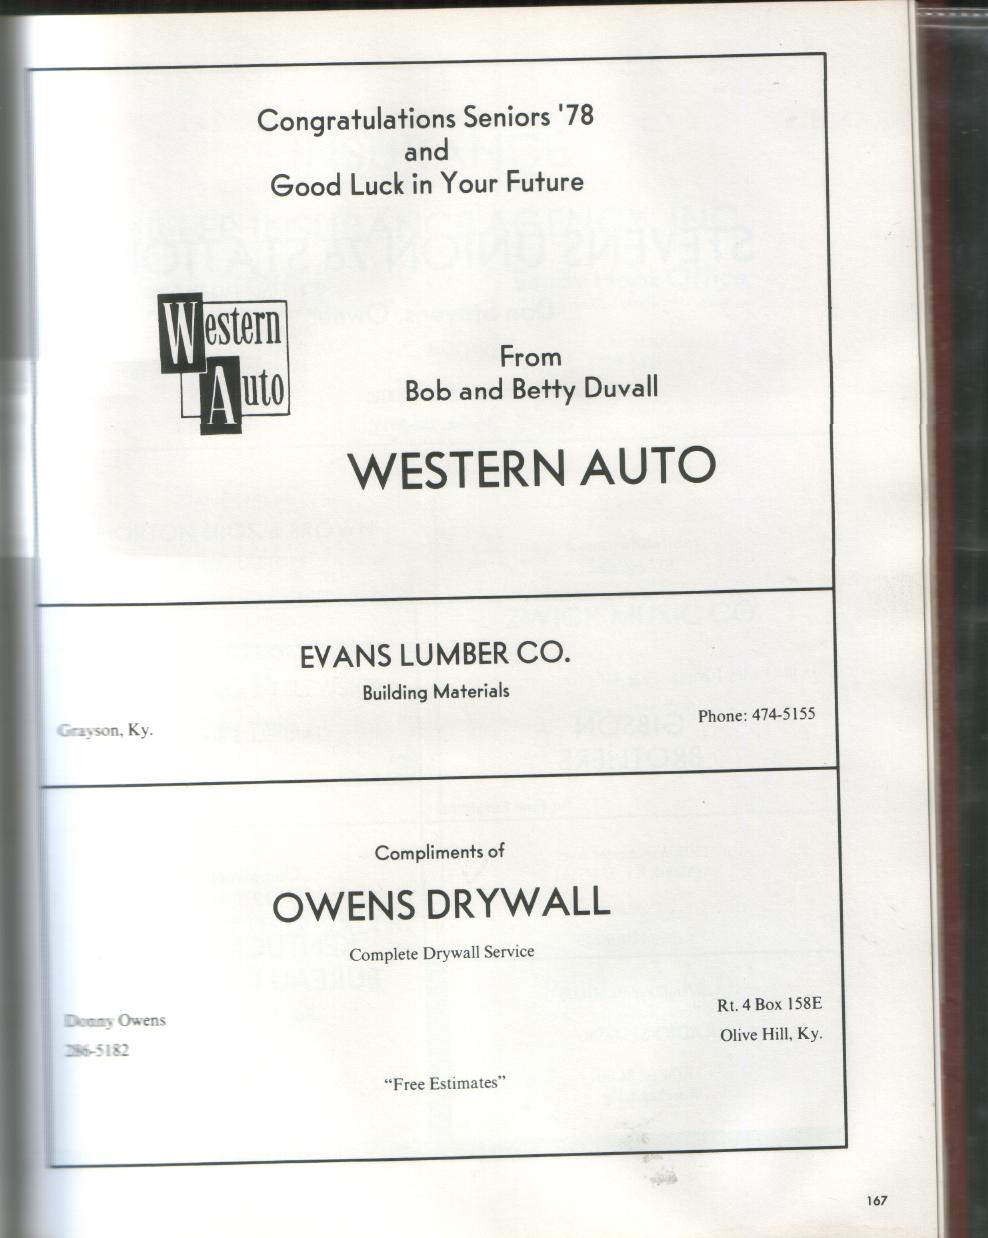 Congratulations Seniors '78
and
Good Luck in Your Future
Western
Auto
From
Bob and Betty Duvall
WESTERN AUTO
EVANS LUMBER CO.
Building Materials
Grayson, Ky.
Phone: 474-5155
Compliments of
OWENS DRYWALL
Complete Drywall Service
Donny Owens
286-5182
Rt. 4 Box 158E
Olive Hill, Ky.
“Free Estimates”
167